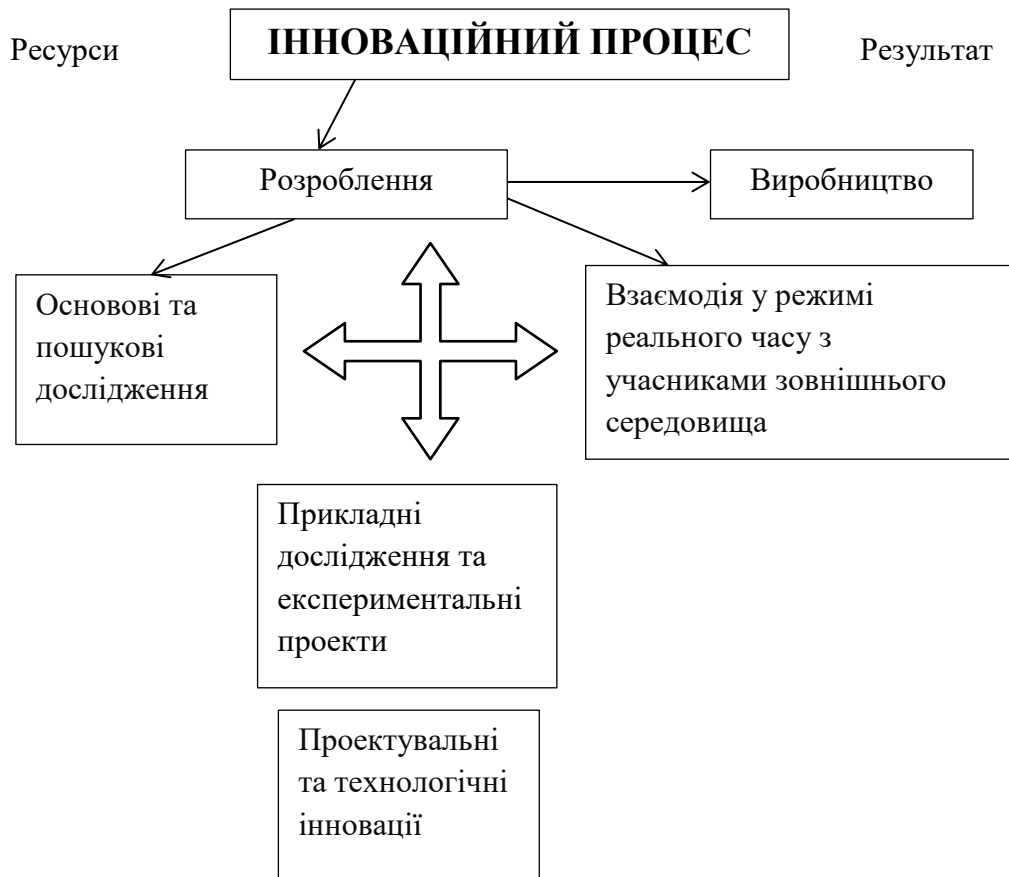 Ресурси
ІННОВАЦІЙНИЙ ПРОЦЕС
Результат
Розроблення
Виробництво
Основові та
пошукові
дослідження
Взаємодія у режимі
реального часу з
учасниками зовнішнього
середовища
Прикладні
дослідження та
експериментальні
проекти
Проектувальні
та технологічні
інновації